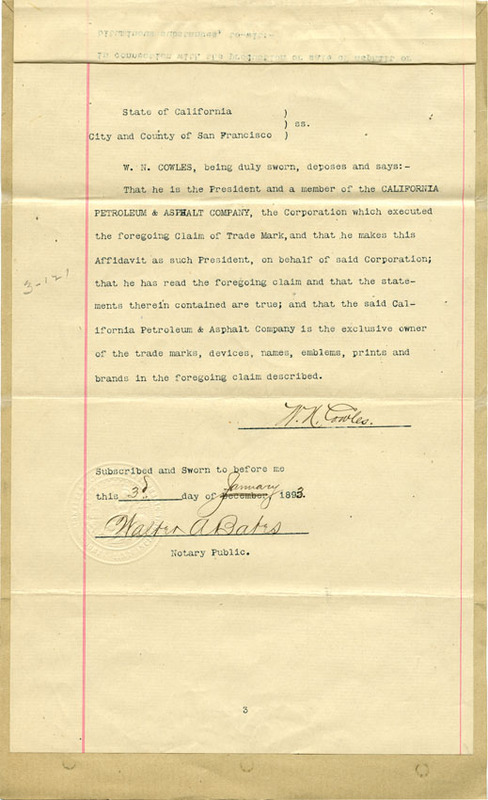 State of California )
) ss.
City and County of San Francisco )
W. N. COWLES, being duly sworn, deposes and says:-
That he is the President and a member of the CALIFORNIA
PETROLEUM & ASPHALT COMPANY, the Corporation which executed
the foregoing Claim of Trade Mark, and that he makes this
Affidavit as such President, on behalf of said Corporation;
that he has read the foregoing claim and that the state-
ments therein contained are true; and that the said Cal-
ifornia Petroleum & Asphalt Company is the exclusive owner
of the trade marks, devices, names, emblems, prints and
brands in the foregoing claim described.
3-121
W. N. Cowles.
Subscribed and Sworn to before me
January
this 3d day of December, 1893.
Walter A Bates
Notary Public.
3